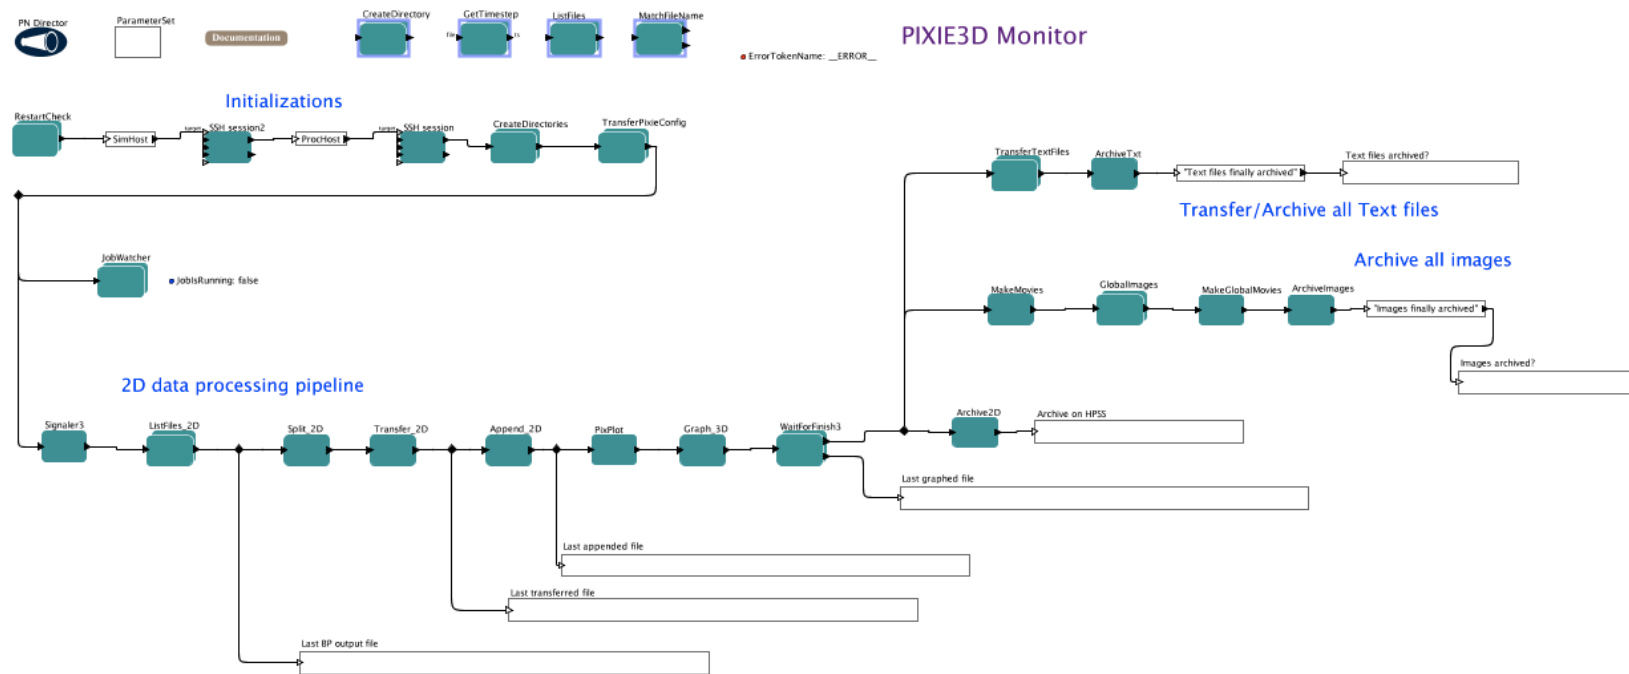 PN Director
ParameterSet
Documentation
CreateDirectory
GetTimestep
ListFiles
MatchFileName
file
ts
ErrorTokenName: __ERROR__
PIXIE3D Monitor
Initializations
RestartCheck
SimHost
target
SSH session2
ProcHost
target
SSH session
CreateDirectories
TransferPixieConfig
TransferTextFiles
ArchiveTxt
"Text files finally archived"
Text files archived?
Transfer/Archive all Text files
JobWatcher
JobIsRunning: false
Archive all images
MakeMovies
GlobalImages
MakeGlobalMovies
ArchiveImages
"Images finally archived"
Images archived?
2D data processing pipeline
Signaler3
ListFiles_2D
Split_2D
Transfer_2D
Append_2D
PixPlot
Graph_3D
WaitForFinish3
Archive2D
Archive on HPSS
Last graphed file
Last appended file
Last transferred file
Last BP output file